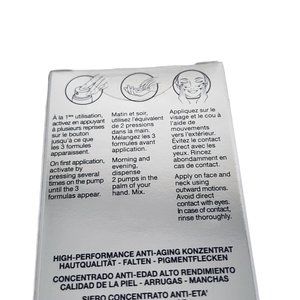 À la 1ère utilisation,
activez en appuyant
à plusieurs reprises
sur le bouton
jusqu'à ce que
les 3 formules
apparaissent.
On first application,
activate by
pressing several
times on the pump
until the 3
formulas appear.
Matin et soir,
utilisez l'équivalent
de 2 pressions
dans la main.
Mélangez les 3
formules avant
application.
Morning and
evening,
dispense
2 pumps in the
palm of your
hand. Mix.
Appliquez sur le
visage et le cou à
l'aide de
mouvements vers
l'extérieur.
Evitez le contact
direct avec les
yeux. Rincez
abondamment en
cas de contact.
Apply on face and
neck using
outward motions.
Avoid direct
contact with eyes.
In case of contact,
rinse thoroughly.
HIGH-PERFORMANCE ANTI-AGING KONZENTRAT
HAUTQUALITÄT - FALTEN - PIGMENTFLECKEN
CONCENTRADO ANTI-EDAD ALTO RENDIMIENTO
CALIDAD DE LA PIEL - ARRUGAS - MANCHAS
SIERO CONCENTRATO ANTI-ETA'